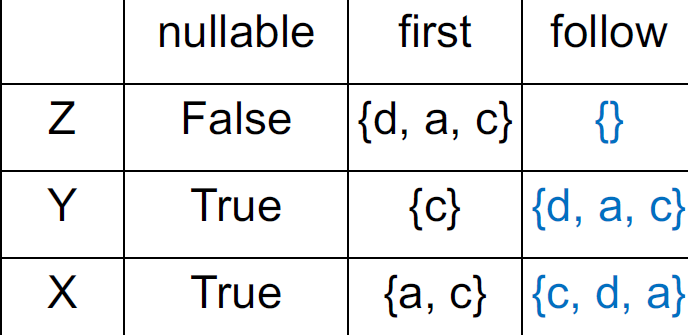 nullable first follow
Z False {d, a, c} {}
Y True {c} {d, a, c}
X True {a, c} {c, d, a}